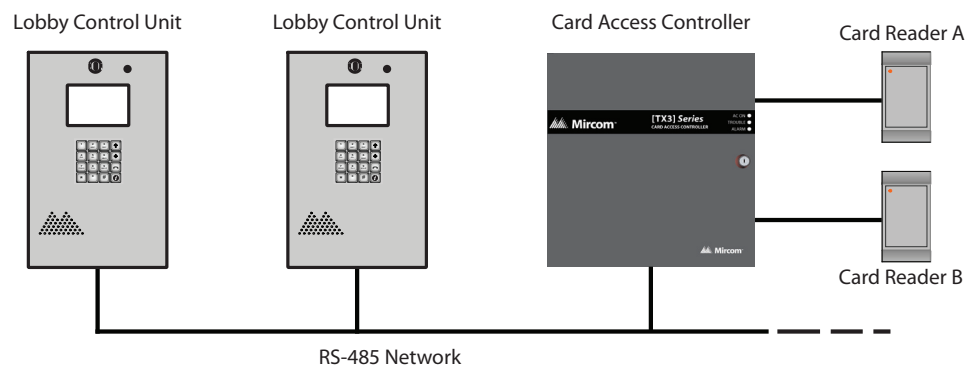 Lobby Control Unit
Lobby Control Unit
Card Access Controller
Card Reader A
Mircom
[TX3] Series
CARD ACCESS CONTROLLER
AC ON
TROUBLE
ALARM
Mircom
Card Reader B
RS-485 Network